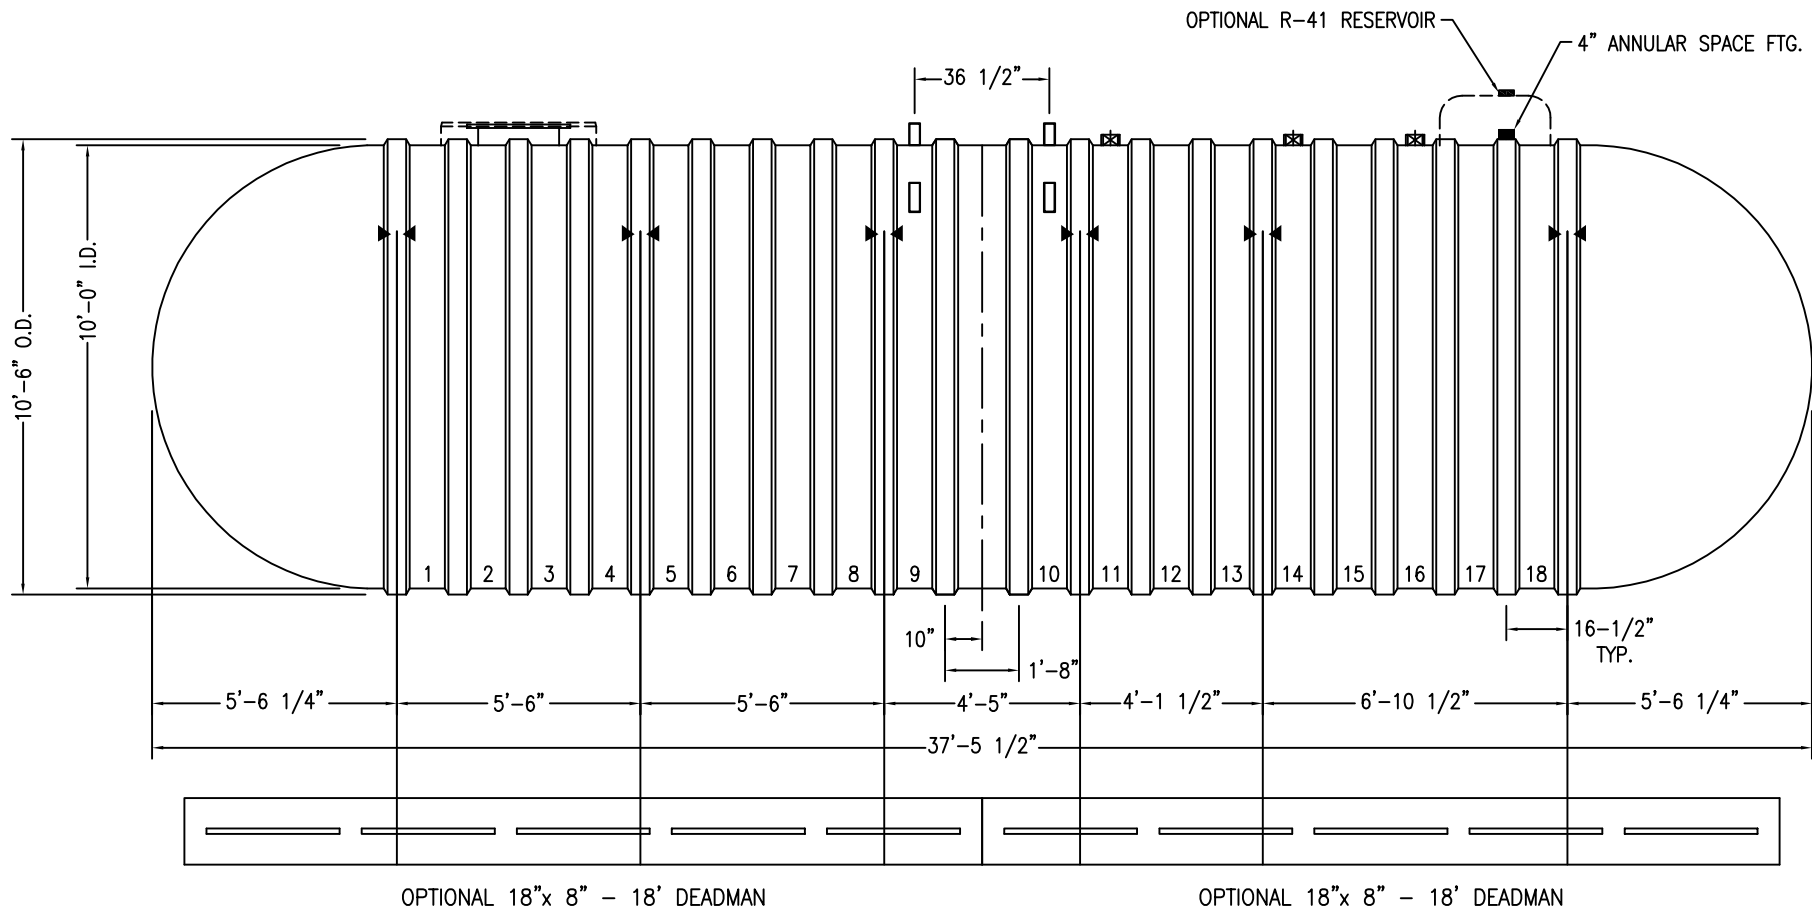 OPTIONAL R-41 RESERVOIR
4" ANNULAR SPACE FTG.
36 1/2"
10'-6" O.D.
10'-0" I.D.
1 2 3 4 5 6 7 8 9 10 11 12 13 14 15 16 17 18
10"
16-1/2"
TYP.
1'-8"
5'-6 1/4" 5'-6" 5'-6" 4'-5" 4'-1 1/2" 6'-10 1/2" 5'-6 1/4"
37'-5 1/2"
OPTIONAL 18"x 8" - 18' DEADMAN
OPTIONAL 18"x 8" - 18' DEADMAN